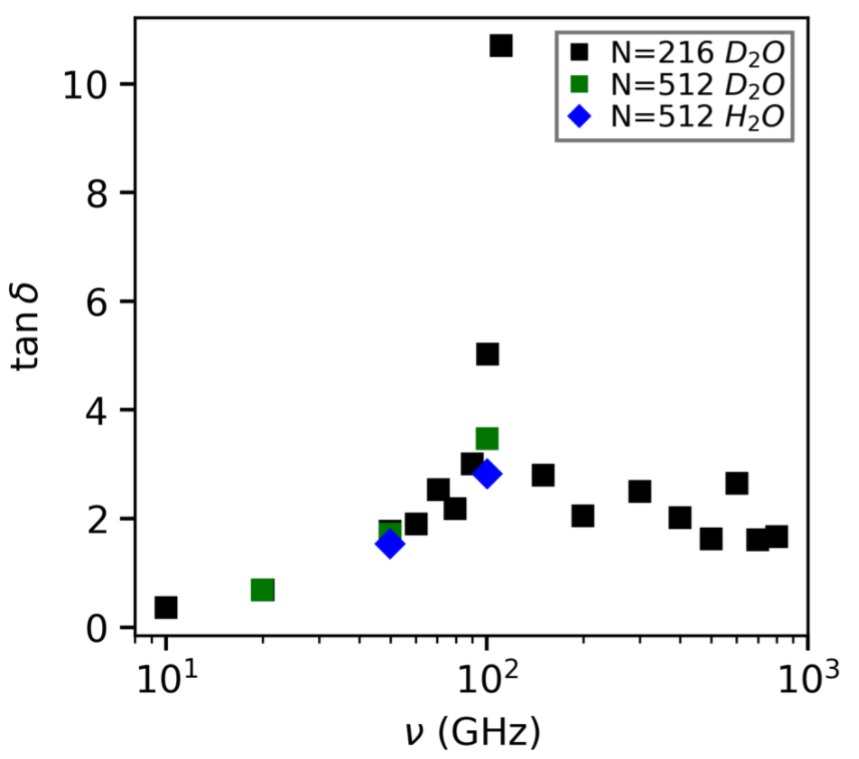 N=216 D₂O
N=512 D₂O
N=512 H₂O
10
8
6
4
2
0
tan δ
10¹ 10² 10³
ν (GHz)